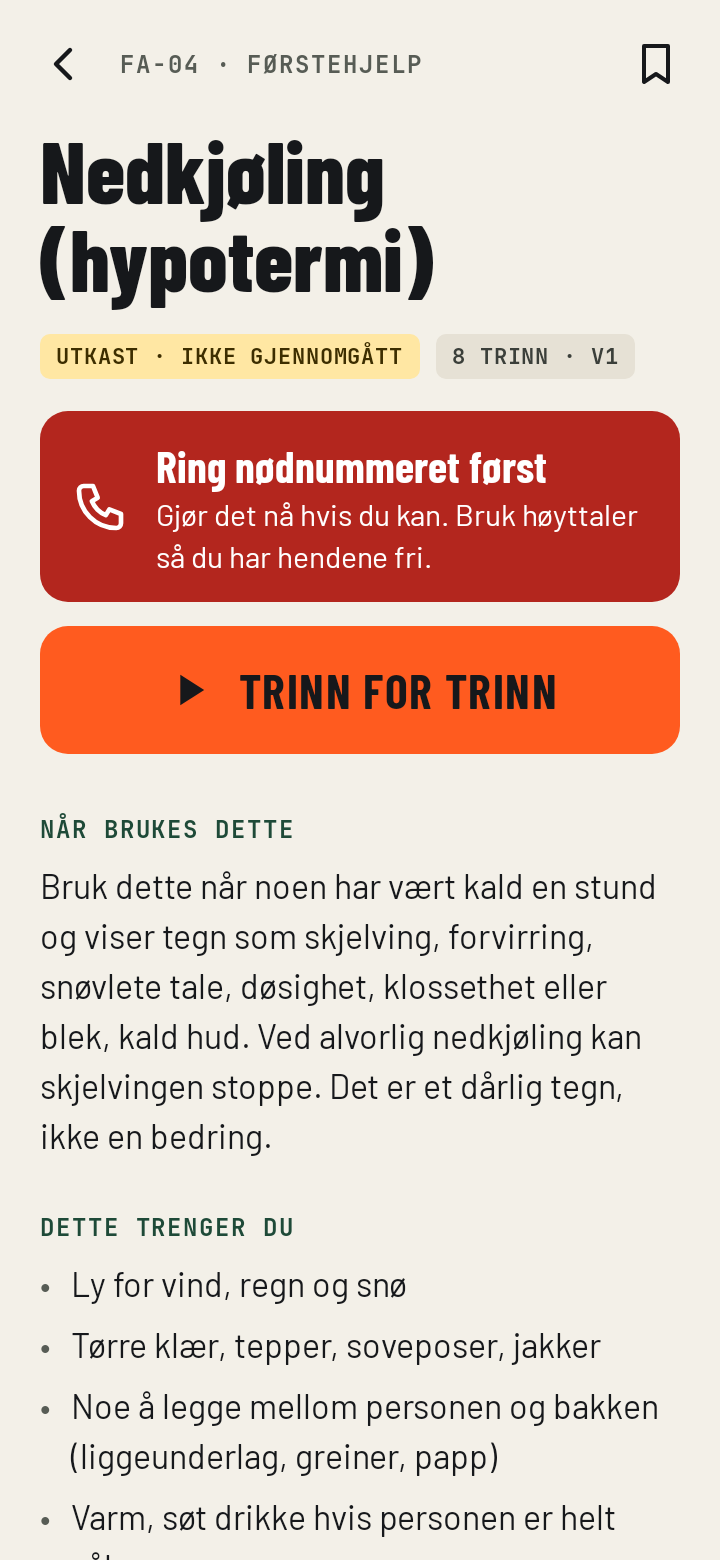 FA-04 · FØRSTEHJELP
Nedkjøling
(hypotermi)
UTKAST · IKKE GJENNOMGÅTT
8 TRINN · V1
Ring nødnummeret først
Gjør det nå hvis du kan. Bruk høyttaler
så du har hendene fri.
TRINN FOR TRINN
NÅR BRUKES DETTE
Bruk dette når noen har vært kald en stund
og viser tegn som skjelving, forvirring,
snøvlete tale, døsighet, klossethet eller
blek, kald hud. Ved alvorlig nedkjøling kan
skjelvingen stoppe. Det er et dårlig tegn,
ikke en bedring.
DETTE TRENGER DU
• Ly for vind, regn og snø
• Tørre klær, tepper, soveposer, jakker
• Noe å legge mellom personen og bakken
(liggeunderlag, greiner, papp)
• Varm, søt drikke hvis personen er helt